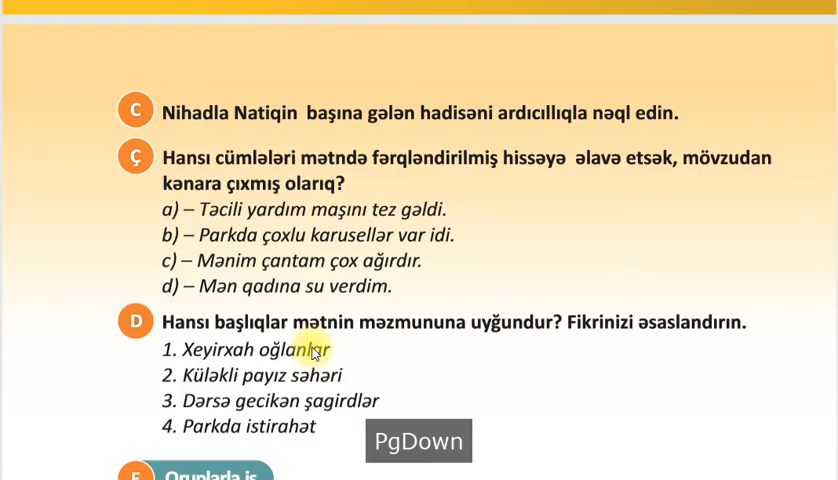 C Nihadla Natiqin başına gələn hadisəni ardıcıllıqla nəql edin.
Ç Hansı cümlələri mətndə fərqləndirilmiş hissəyə əlavə etsək, mövzudan
kənara çıxmış olarıq?
a) – Təcili yardım maşını tez gəldi.
b) – Parkda çoxlu karusellər var idi.
c) – Mənim çantam çox ağırdır.
d) – Mən qadına su verdim.
D Hansı başlıqlar mətnin məzmununa uyğundur? Fikrinizi əsaslandırın.
1. Xeyirxah oğlanlar
2. Küləkli payız səhəri
3. Dərsə gecikən şagirdlər
4. Parkda istirahət
PgDown
E Qruplarda iş